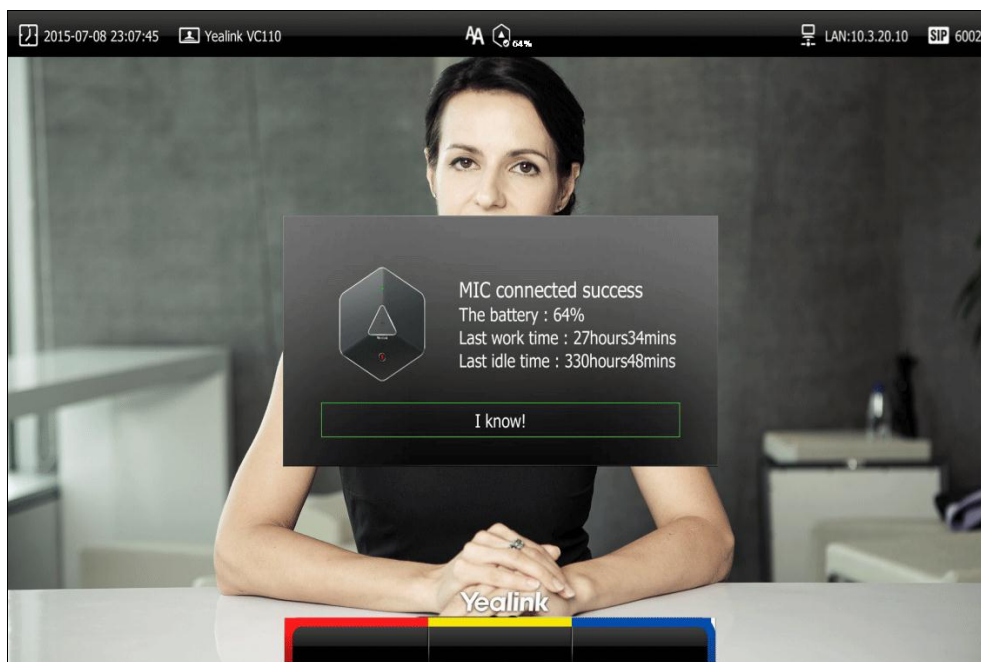 2015-07-08 23:07:45 Yealink VC110 AA 64% LAN:10.3.20.10 SIP 6002
MIC connected success
The battery : 64%
Last work time : 27hours34mins
Last idle time : 330hours48mins
I know!
Yealink